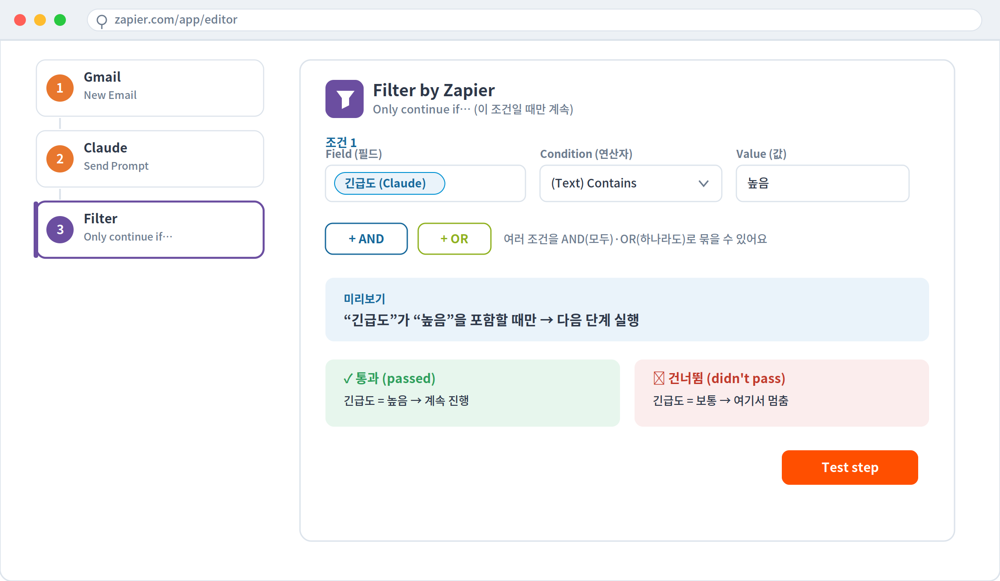 zapier.com/app/editor
1
Gmail
New Email
2
Claude
Send Prompt
3
Filter
Only continue if…
Filter by Zapier
Only continue if… (이 조건일 때만 계속)
조건 1
Field (필드)
Condition (연산자)
Value (값)
긴급도 (Claude)
(Text) Contains
높음
+ AND
+ OR
여러 조건을 AND(모두)·OR(하나라도)로 묶을 수 있어요
미리보기
“긴급도”가 “높음”을 포함할 때만 → 다음 단계 실행
✓ 통과 (passed)
긴급도 = 높음 → 계속 진행
건너뜀 (didn't pass)
긴급도 = 보통 → 여기서 멈춤
Test step